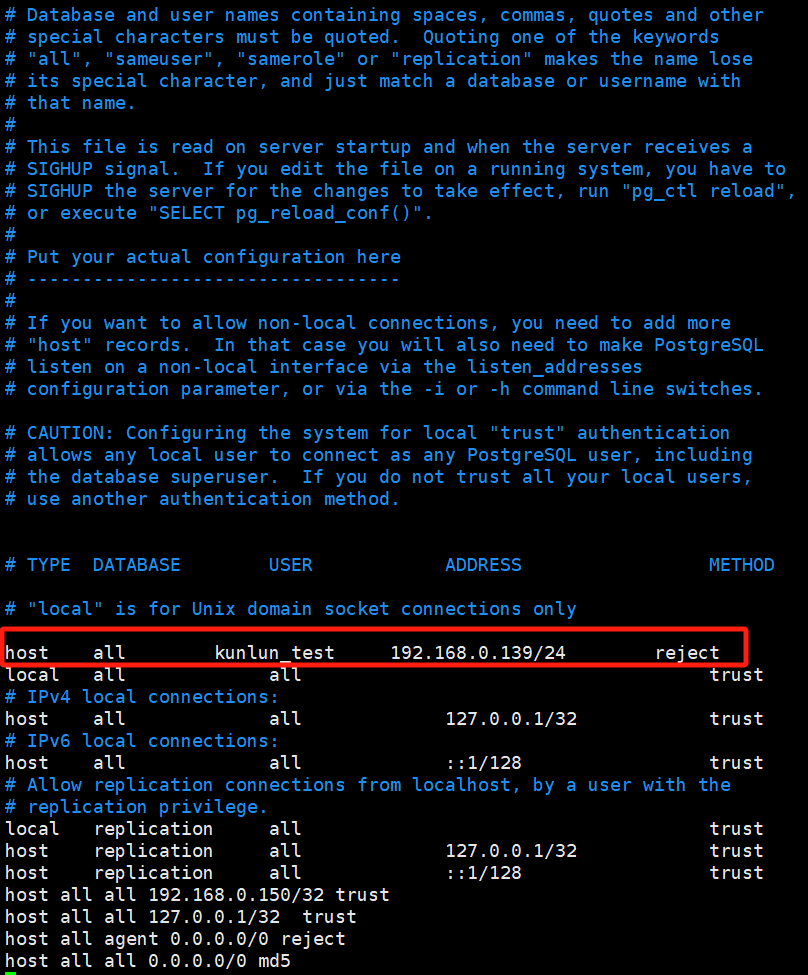 # Database and user names containing spaces, commas, quotes and other
# special characters must be quoted.  Quoting one of the keywords
# "all", "sameuser", "samerole" or "replication" makes the name lose
# its special character, and just match a database or username with
# that name.
#
# This file is read on server startup and when the server receives a
# SIGHUP signal.  If you edit the file on a running system, you have to
# SIGHUP the server for the changes to take effect, run "pg_ctl reload",
# or execute "SELECT pg_reload_conf()".
#
# Put your actual configuration here
# ----------------------------------
#
# If you want to allow non-local connections, you need to add more
# "host" records.  In that case you will also need to make PostgreSQL
# listen on a non-local interface via the listen_addresses
# configuration parameter, or via the -i or -h command line switches.

# CAUTION: Configuring the system for local "trust" authentication
# allows any local user to connect as any PostgreSQL user, including
# the database superuser.  If you do not trust all your local users,
# use another authentication method.


# TYPE  DATABASE        USER            ADDRESS                 METHOD

# "local" is for Unix domain socket connections only

host    all        kunlun_test     192.168.0.139/24        reject
local   all             all                                     trust
# IPv4 local connections:
host    all             all             127.0.0.1/32            trust
# IPv6 local connections:
host    all             all             ::1/128                 trust
# Allow replication connections from localhost, by a user with the
# replication privilege.
local   replication     all                                     trust
host    replication     all             127.0.0.1/32            trust
host    replication     all             ::1/128                 trust
host all all 192.168.0.150/32 trust
host all all 127.0.0.1/32  trust
host all agent 0.0.0.0/0 reject
host all all 0.0.0.0/0 md5